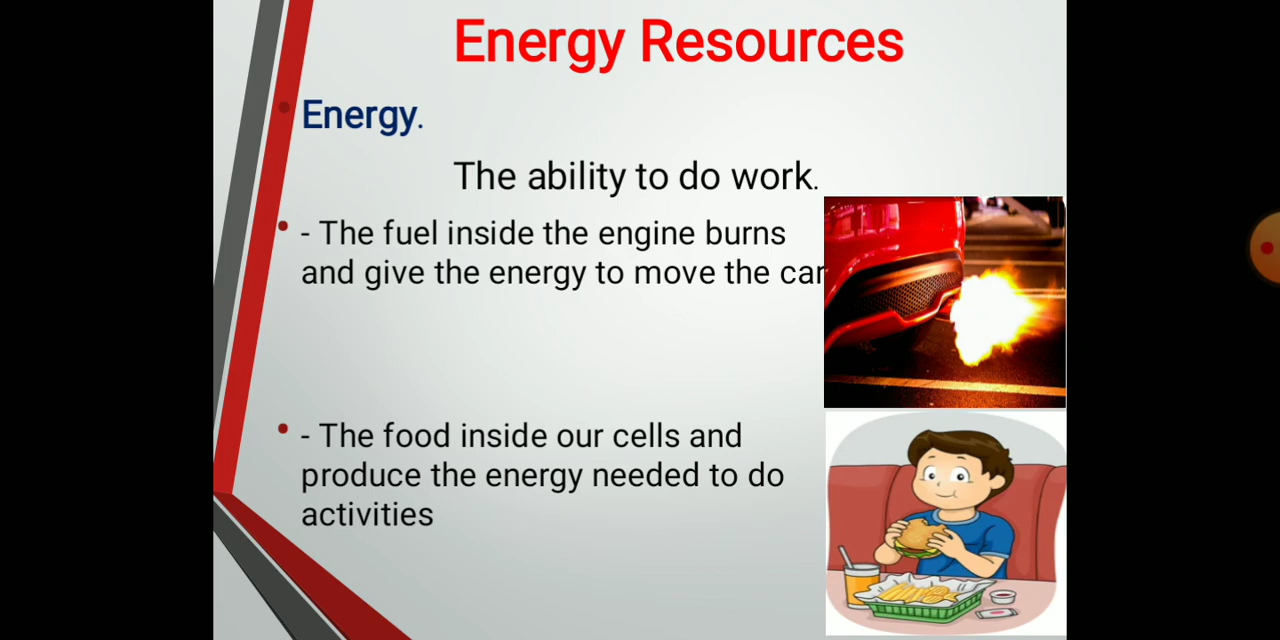 Energy Resources
Energy.
The ability to do work.
- The fuel inside the engine burns
and give the energy to move the car
- The food inside our cells and
produce the energy needed to do
activities